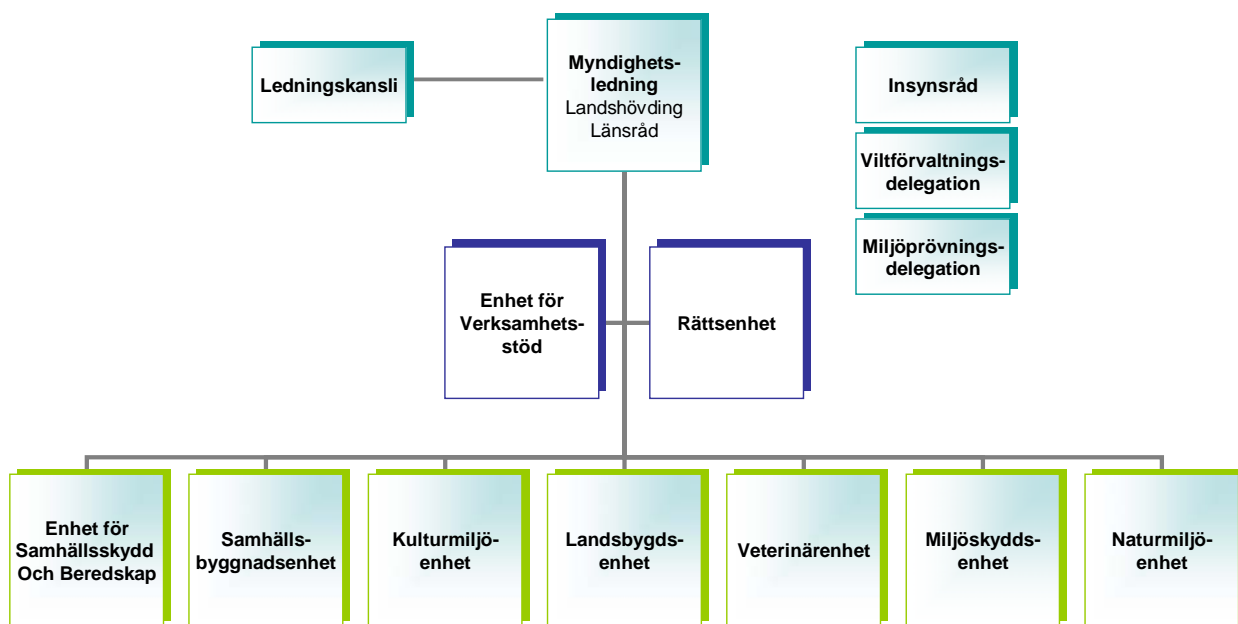 Ledningskansli
Myndighets-
ledning
Landshövding
Länsråd
Insynsråd
Viltförvaltnings-
delegation
Miljöprövnings-
delegation
Enhet för
Verksamhets-
stöd
Rättsenhet
Enhet för
Samhällsskydd
Och Beredskap
Samhälls-
byggnadsenhet
Kulturmiljö-
enhet
Landsbygds-
enhet
Veterinärenhet
Miljöskydds-
enhet
Naturmiljö-
enhet